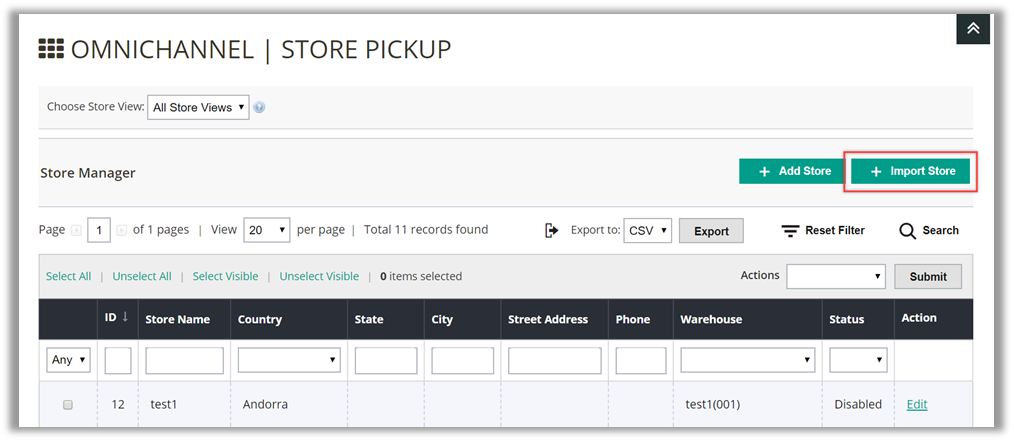 OMNICHANNEL | STORE PICKUP
Choose Store View: All Store Views ?
Store Manager + Add Store + Import Store
Page 1 of 1 pages | View 20 per page | Total 11 records found Export to: CSV Export Reset Filter Search
Select All | Unselect All | Select Visible | Unselect Visible | 0 items selected Actions Submit
ID ↓ Store Name Country State City Street Address Phone Warehouse Status Action
Any
12 test1 Andorra test1(001) Disabled Edit